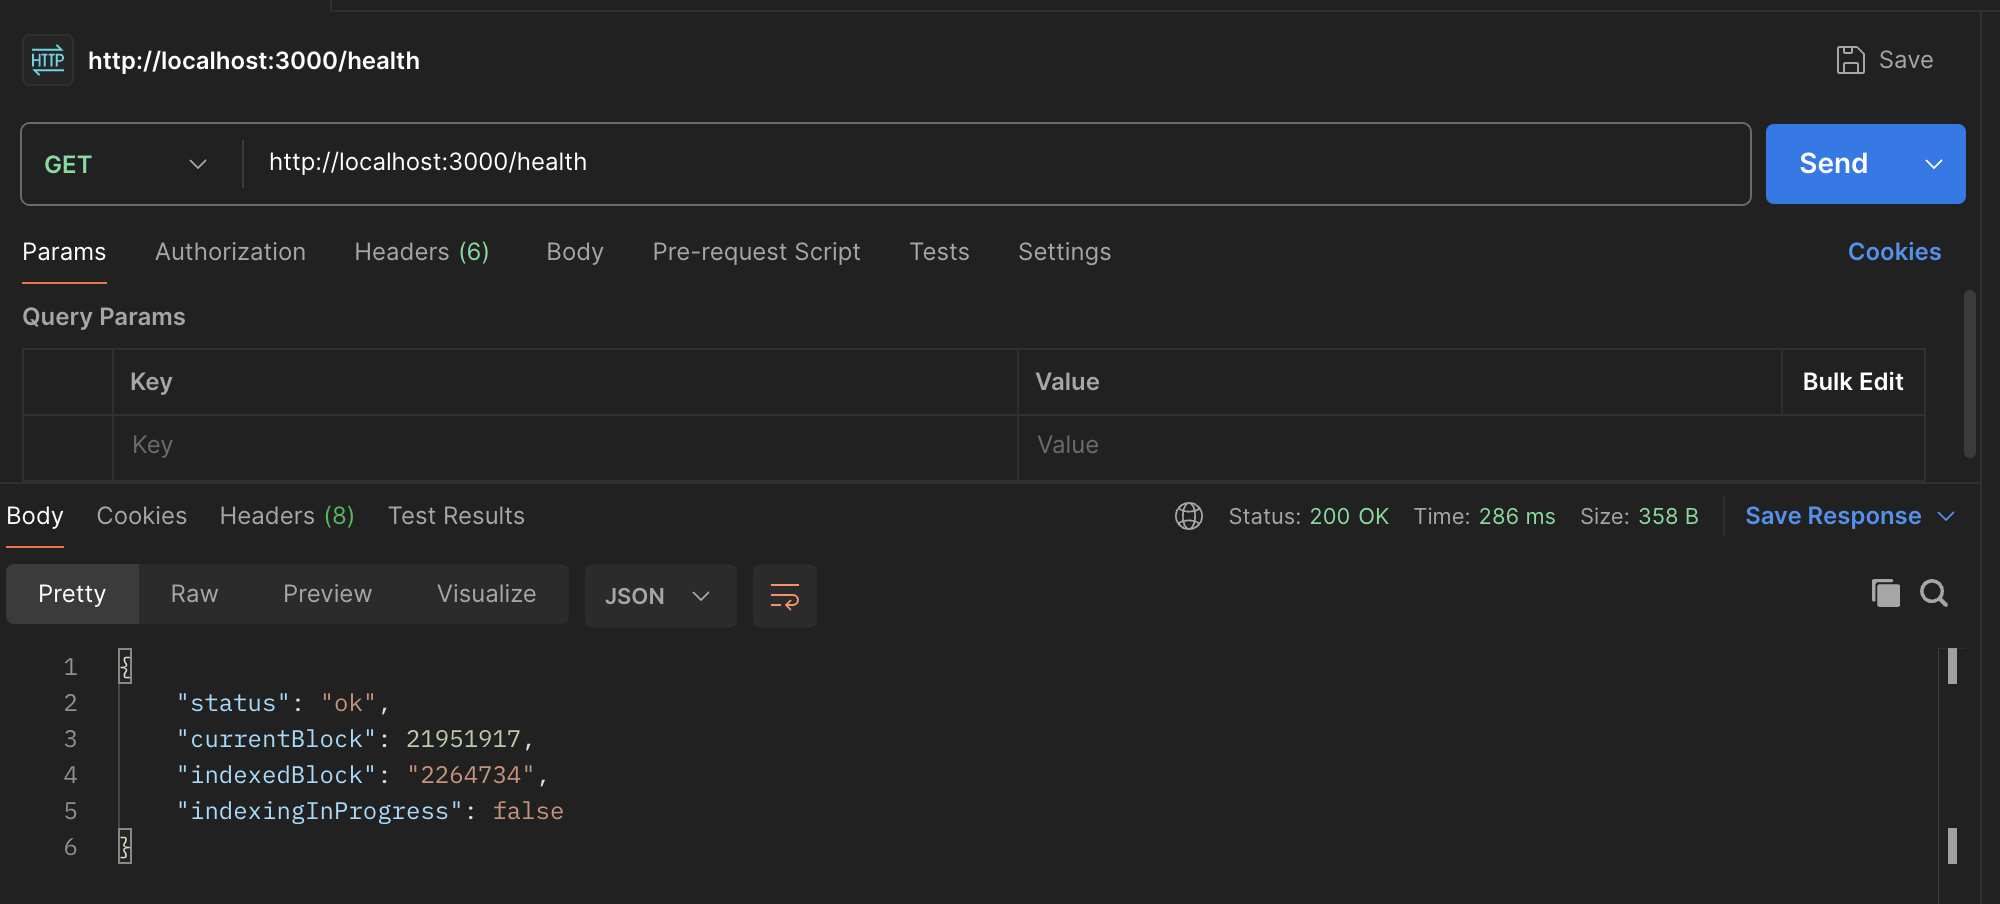 HTTP http://localhost:3000/health Save
GET http://localhost:3000/health Send
Params Authorization Headers (6) Body Pre-request Script Tests Settings Cookies
Query Params
Key Value Bulk Edit
Key Value
Body Cookies Headers (8) Test Results Status: 200 OK Time: 286 ms Size: 358 B Save Response
Pretty Raw Preview Visualize JSON
1 {
2 "status": "ok",
3 "currentBlock": 21951917,
4 "indexedBlock": "2264734",
5 "indexingInProgress": false
6 }